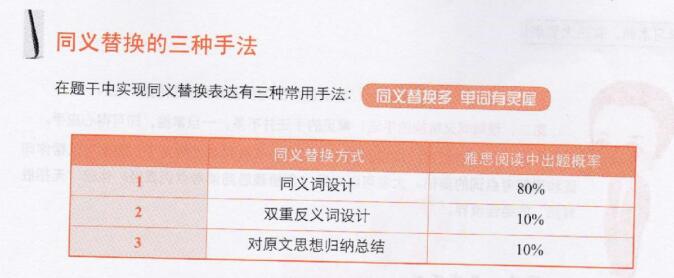 同义替换的三种手法
在题干中实现同义替换表达有三种常用手法： 同义替换多 单词有灵犀
同义替换方式 雅思阅读中出题概率
1 同义词设计 80%
2 双重反义词设计 10%
3 对原文思想归纳总结 10%